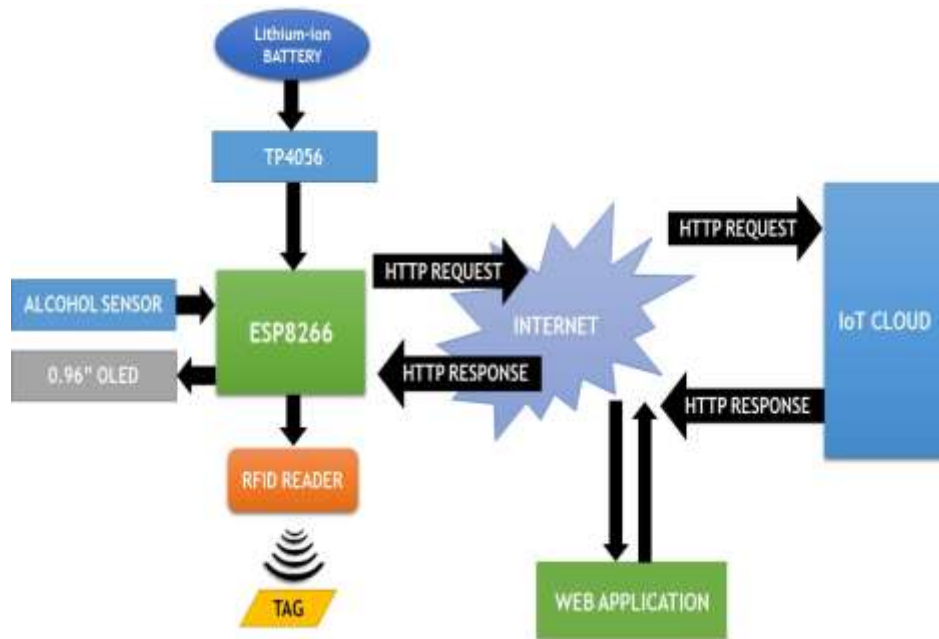 Lithium-ion
BATTERY
TP4056
HTTP REQUEST
HTTP REQUEST
ALCOHOL SENSOR
ESP8266
INTERNET
IoT CLOUD
0.96" OLED
HTTP RESPONSE
HTTP RESPONSE
RFID READER
TAG
WEB APPLICATION